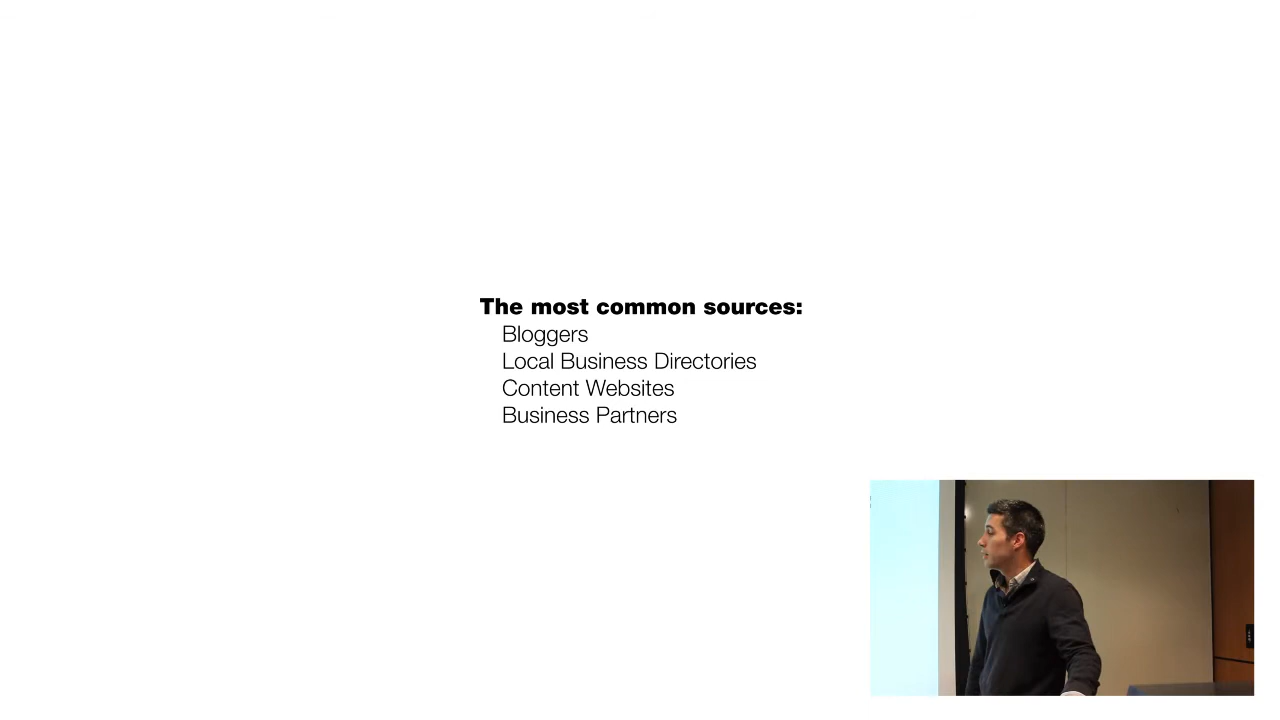 The most common sources:
Bloggers
Local Business Directories
Content Websites
Business Partners